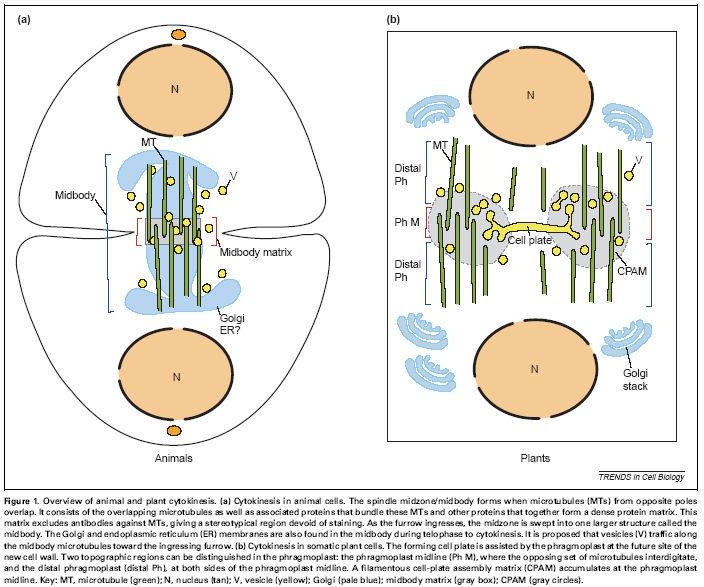 (a)
(b)
N
N
MT
V
MT
V
Distal
Ph
Midbody
Ph M
Cell plate
Midbody matrix
Distal
Ph
CPAM
Golgi
ER?
N
N
Golgi
stack
Animals
Plants
TRENDS in Cell Biology
Figure 1. Overview of animal and plant cytokinesis. (a) Cytokinesis in animal cells. The spindle midzone/midbody forms when microtubules (MTs) from opposite poles
overlap. It consists of the overlapping microtubules as well as associated proteins that bundle these MTs and other proteins that together form a dense protein matrix. This
matrix excludes antibodies against MTs, giving a stereotypical region devoid of staining. As the furrow ingresses, the midzone is swept into one larger structure called the
midbody. The Golgi and endoplasmic reticulum (ER) membranes are also found in the midbody during telophase to cytokinesis. It is proposed that vesicles (V) traffic along
the midbody microtubules toward the ingressing furrow. (b) Cytokinesis in somatic plant cells. The forming cell plate is assisted by the phragmoplast at the future site of the
new cell wall. Two topographic regions can be distinguished in the phragmoplast: the phragmoplast midline (Ph M), where the opposing set of microtubules interdigitate,
and the distal phragmoplast (distal Ph), at both sides of the phragmoplast midline. A filamentous cell-plate assembly matrix (CPAM) accumulates at the phragmoplast
midline. Key: MT, microtubule (green); N, nucleus (tan); V, vesicle (yellow); Golgi (pale blue); midbody matrix (gray box); CPAM (gray circles).